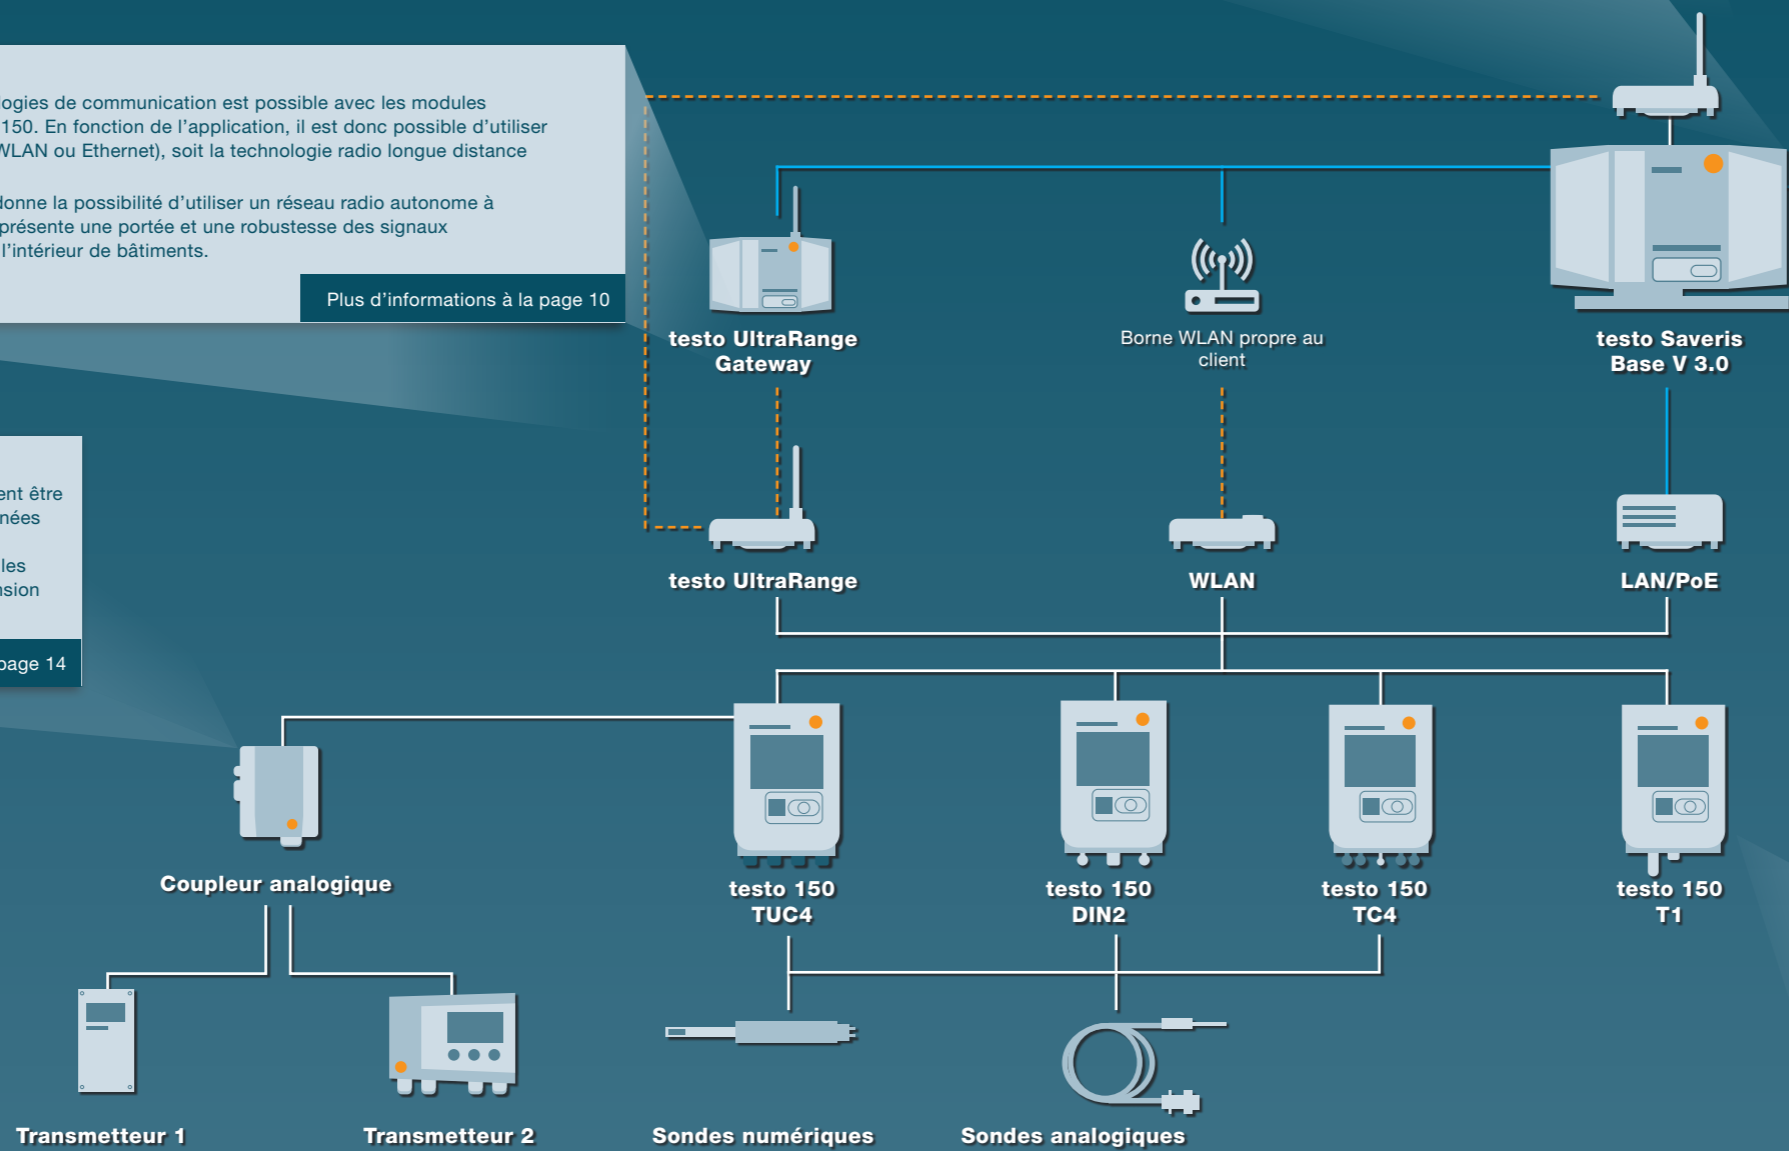 logies de communication est possible avec les modules
150. En fonction de l’application, il est donc possible d’utiliser
WLAN ou Ethernet), soit la technologie radio longue distance
donne la possibilité d’utiliser un réseau radio autonome à
présente une portée et une robustesse des signaux
l’intérieur de bâtiments.
Plus d’informations à la page 10
ent être
nées
les
nsion
page 14
testo UltraRange
Gateway
Borne WLAN propre au
client
testo Saveris
Base V 3.0
testo UltraRange
WLAN
LAN/PoE
Coupleur analogique
testo 150
TUC4
testo 150
DIN2
testo 150
TC4
testo 150
T1
Transmetteur 1
Transmetteur 2
Sondes numériques
Sondes analogiques